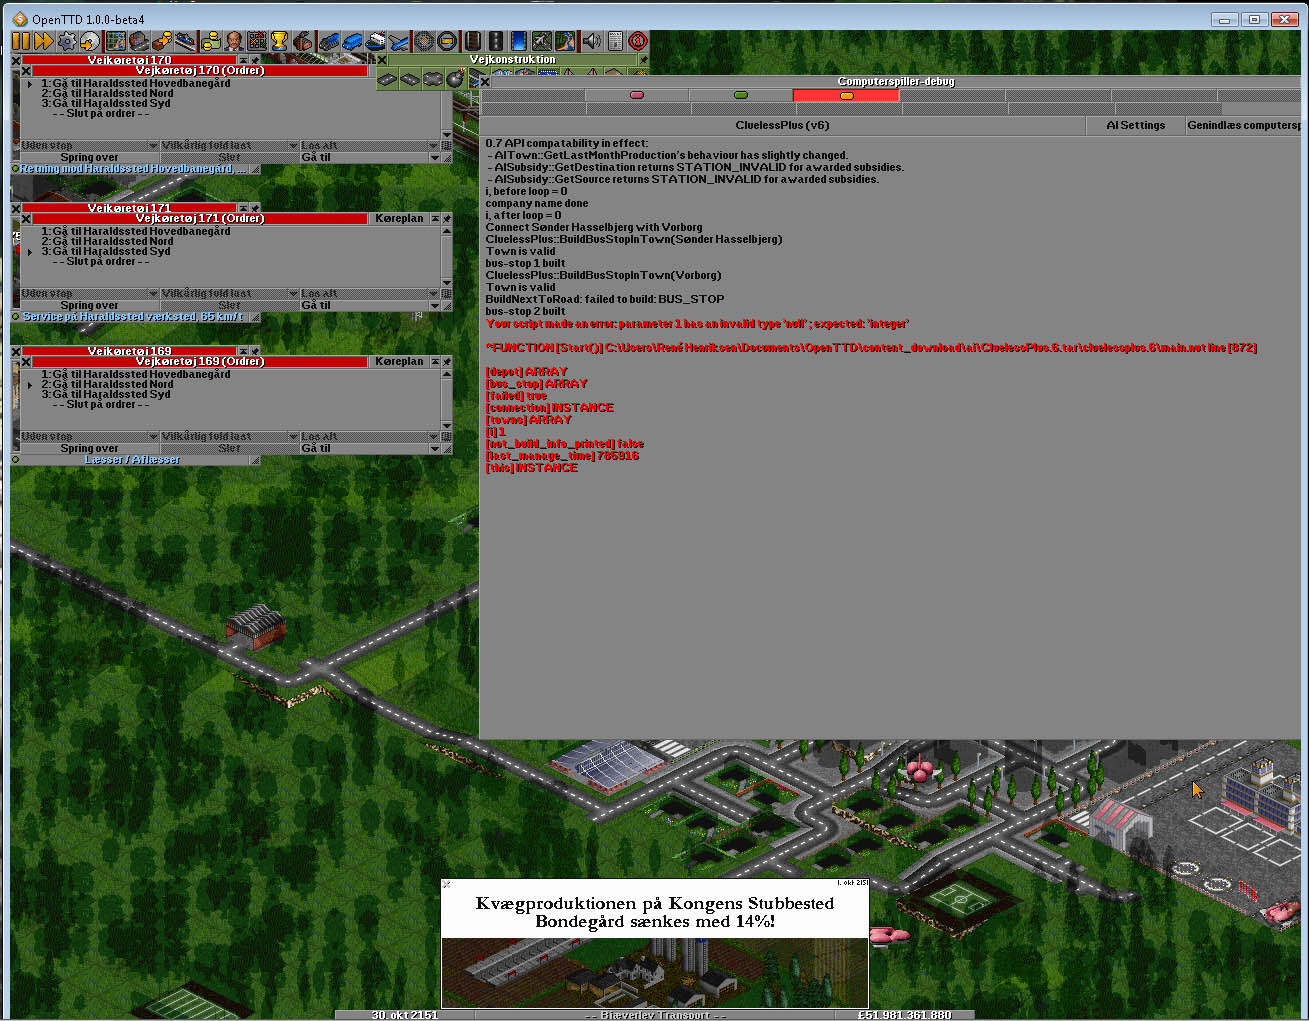 OpenTTD 1.0.0-beta4
Vejkøretøj 170
Vejkøretøj 170 (Ordrer)
1: Gå til Haraldssted Hovedbanegård
2: Gå til Haraldssted Nord
3: Gå til Haraldssted Syd
- - Slut på ordrer - -
Uden stop
Vilkårlig fuld last
Los alt
Spring over
Slet
Gå til
Retning mod Haraldssted Hovedbanegård, ...
Vejkøretøj 171
Vejkøretøj 171 (Ordrer)
Køreplan
1: Gå til Haraldssted Hovedbanegård
2: Gå til Haraldssted Nord
3: Gå til Haraldssted Syd
- - Slut på ordrer - -
Uden stop
Vilkårlig fuld last
Los alt
Spring over
Slet
Gå til
Service på Haraldssted værksted, 65 km/t
Vejkøretøj 169
Vejkøretøj 169 (Ordrer)
Køreplan
1: Gå til Haraldssted Hovedbanegård
2: Gå til Haraldssted Nord
3: Gå til Haraldssted Syd
- - Slut på ordrer - -
Uden stop
Vilkårlig fuld last
Los alt
Spring over
Slet
Gå til
Læsser / Aflæsser
Vejkonstruktion
Computerspiller-debug
CluelessPlus (v6)
AI Settings
Genindlæs computersp
0.7 API compatability in effect:
- AITown::GetLastMonthProduction's behaviour has slightly changed.
- AISubsidy::GetDestination returns STATION_INVALID for awarded subsidies.
- AISubsidy::GetSource returns STATION_INVALID for awarded subsidies.
i, before loop = 0
company name done
i, after loop = 0
Connect Sønder Hasselbjerg with Vorborg
CluelessPlus::BuildBusStopInTown(Sønder Hasselbjerg)
Town is valid
bus-stop 1 built
CluelessPlus::BuildBusStopInTown(Vorborg)
Town is valid
BuildNextToRoad: failed to build: BUS_STOP
bus-stop 2 built
Your script made an error: parameter 1 has an invalid type 'null' ; expected: 'integer'
*FUNCTION [Start()] C:\Users\René Henriksen\Documents\OpenTTD\content_download\ai\CluelessPlus.6.tar\cluelessplus.6\main.nut line [872]
[depot] ARRAY
[bus_stop] ARRAY
[failed] true
[connection] INSTANCE
[towns] ARRAY
[i] 1
[not_build_info_printed] false
[last_manage_time] 785916
[this] INSTANCE
1. okt 2151
Kvægproduktionen på Kongens Stubbested
Bondegård sænkes med 14%!
30. okt 2151
- - Bjæverlev Transport - -
£51.981.361.880